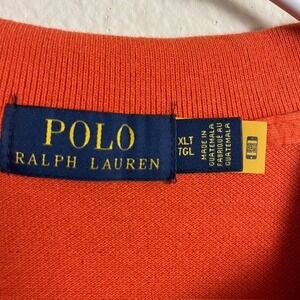 POLO
RALPH LAUREN
XLT
TGL
MADE IN
GUATEMALA
FABRIQUÉ AU
GUATEMALA